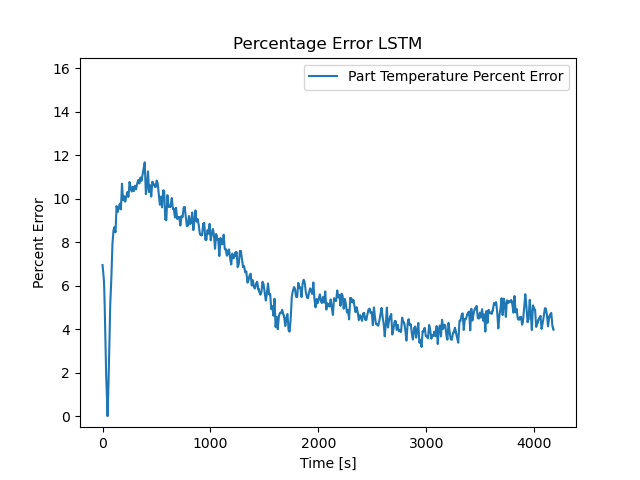 Percentage Error LSTM
Part Temperature Percent Error
Percent Error
16
14
12
10
8
6
4
2
0
0 1000 2000 3000 4000
Time [s]